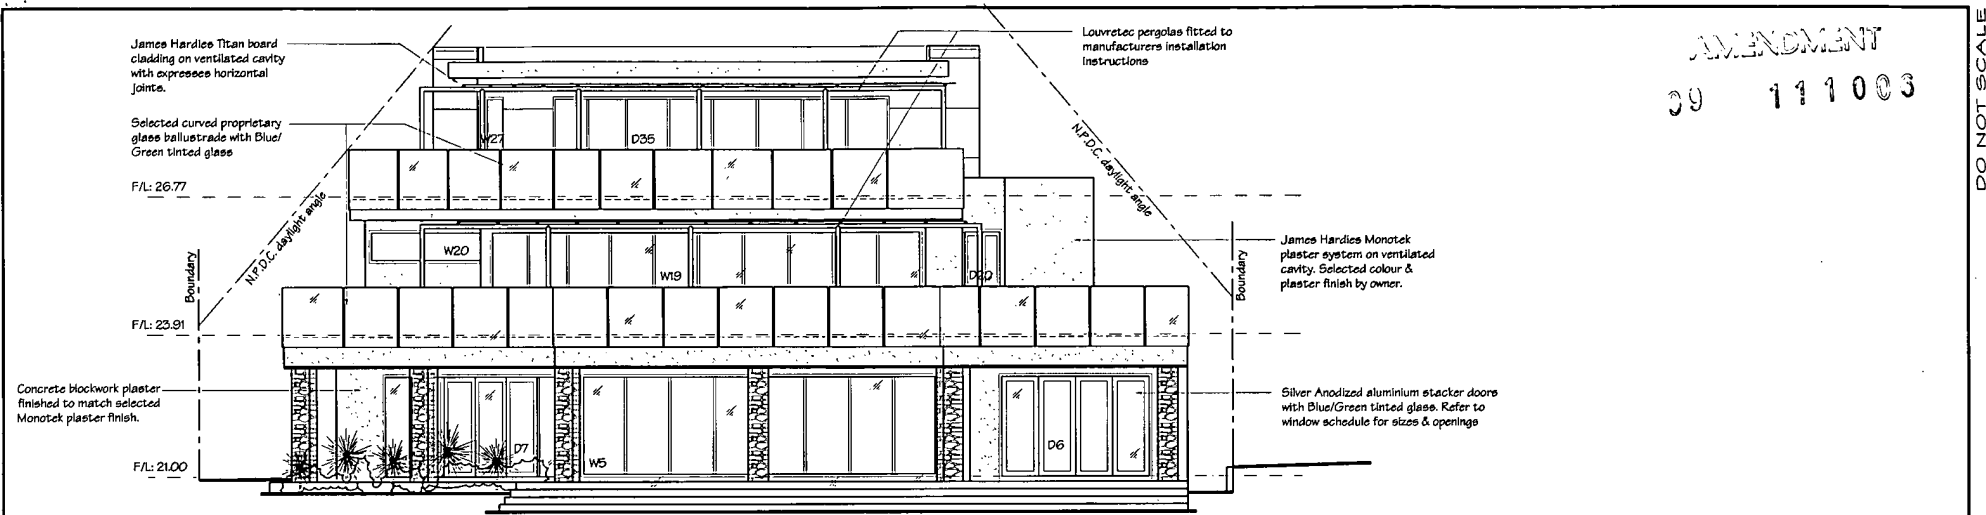 James Hardies Titan board
cladding on ventilated cavity
with expresses horizontal
joints.
Selected curved proprietary
glass ballustrade with Blue/
Green tinted glass
F/L: 26.77
N.P.D.C. daylight angle
Boundary
F/L: 23.91
Concrete blockwork plaster
finished to match selected
Monotek plaster finish.
F/L: 21.00
W27
D35
W20
W19
D20
D7
W5
D6
Louvretec pergolas fitted to
manufacturers installation
instructions
N.P.D.C. daylight angle
Boundary
James Hardies Monotek
plaster system on ventilated
cavity. Selected colour &
plaster finish by owner.
Silver Anodized aluminium stacker doors
with Blue/Green tinted glass. Refer to
window schedule for sizes & openings
AMENDMENT
09 111003
DO NOT SCALE